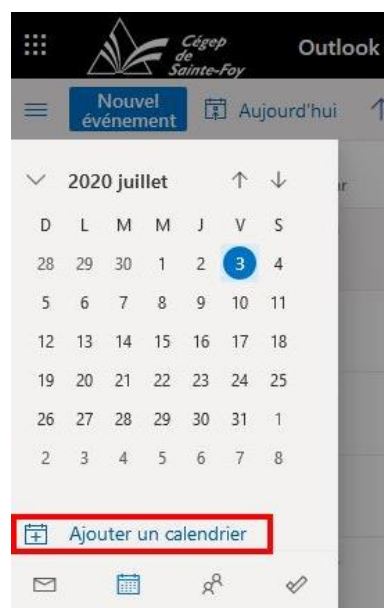 Cégep
de
Sainte-Foy
Outlook
Nouvel
événement
Aujourd'hui
2020 juillet
D L M M J V S
28 29 30 1 2 3 4
5 6 7 8 9 10 11
12 13 14 15 16 17 18
19 20 21 22 23 24 25
26 27 28 29 30 31 1
2 3 4 5 6 7 8
Ajouter un calendrier